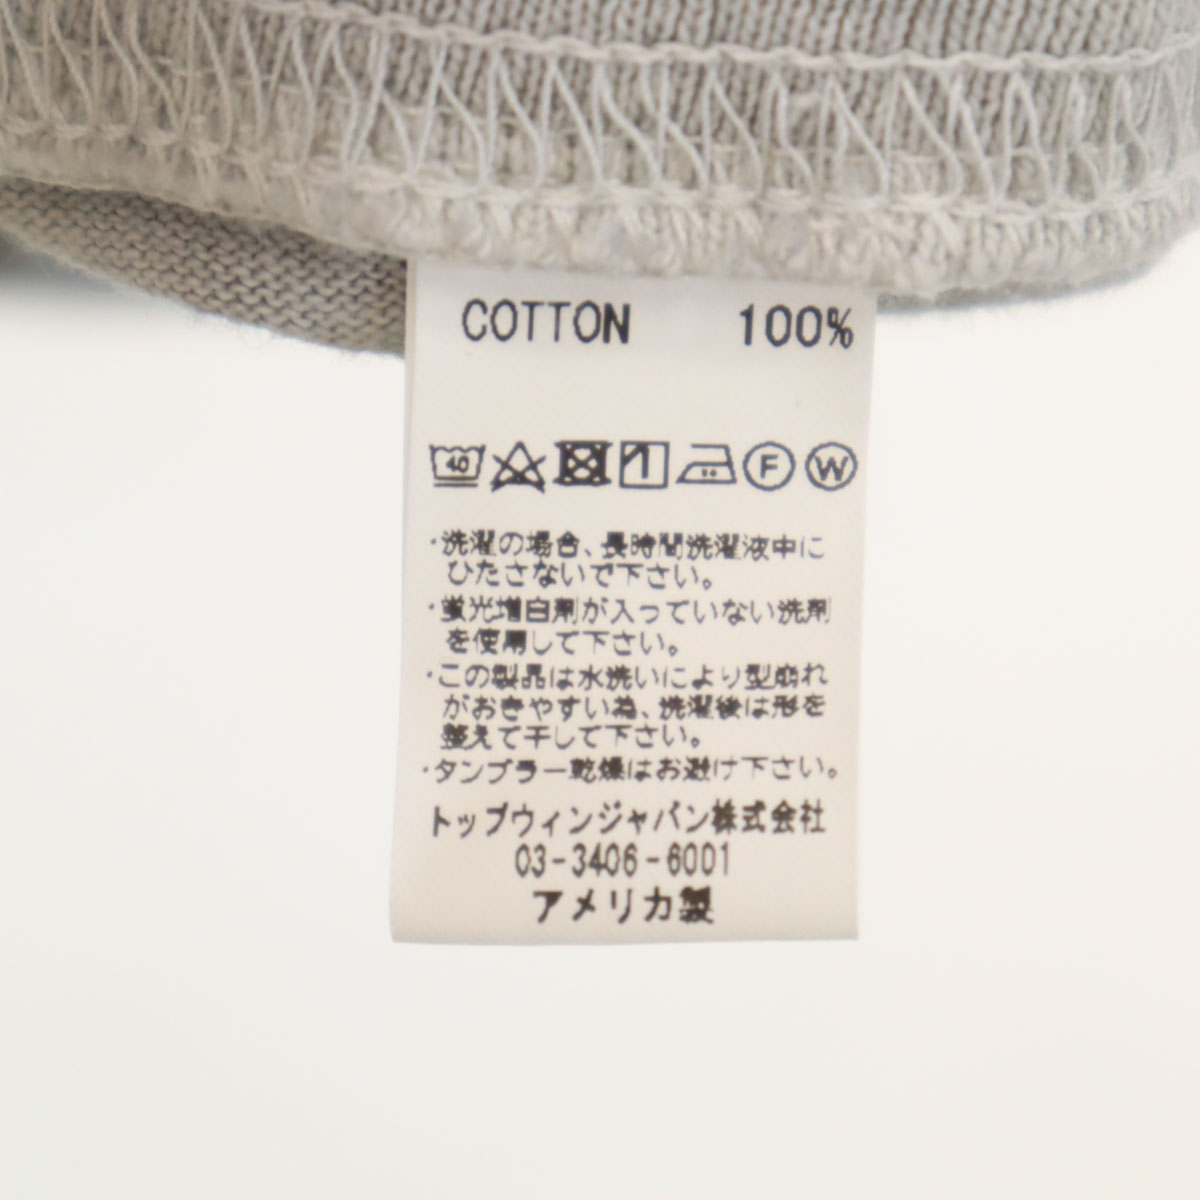 COTTON 100%
40 F W
・洗濯の場合、長時間洗濯液中に
ひたさないで下さい。
・蛍光増白剤が入っていない洗剤
を使用して下さい。
・この製品は水洗いにより型崩れ
がおきやすい為、洗濯後は形を
整えて干して下さい。
・タンブラー乾燥はお避け下さい。
トップウィンジャパン株式会社
03-3406-6001
アメリカ製